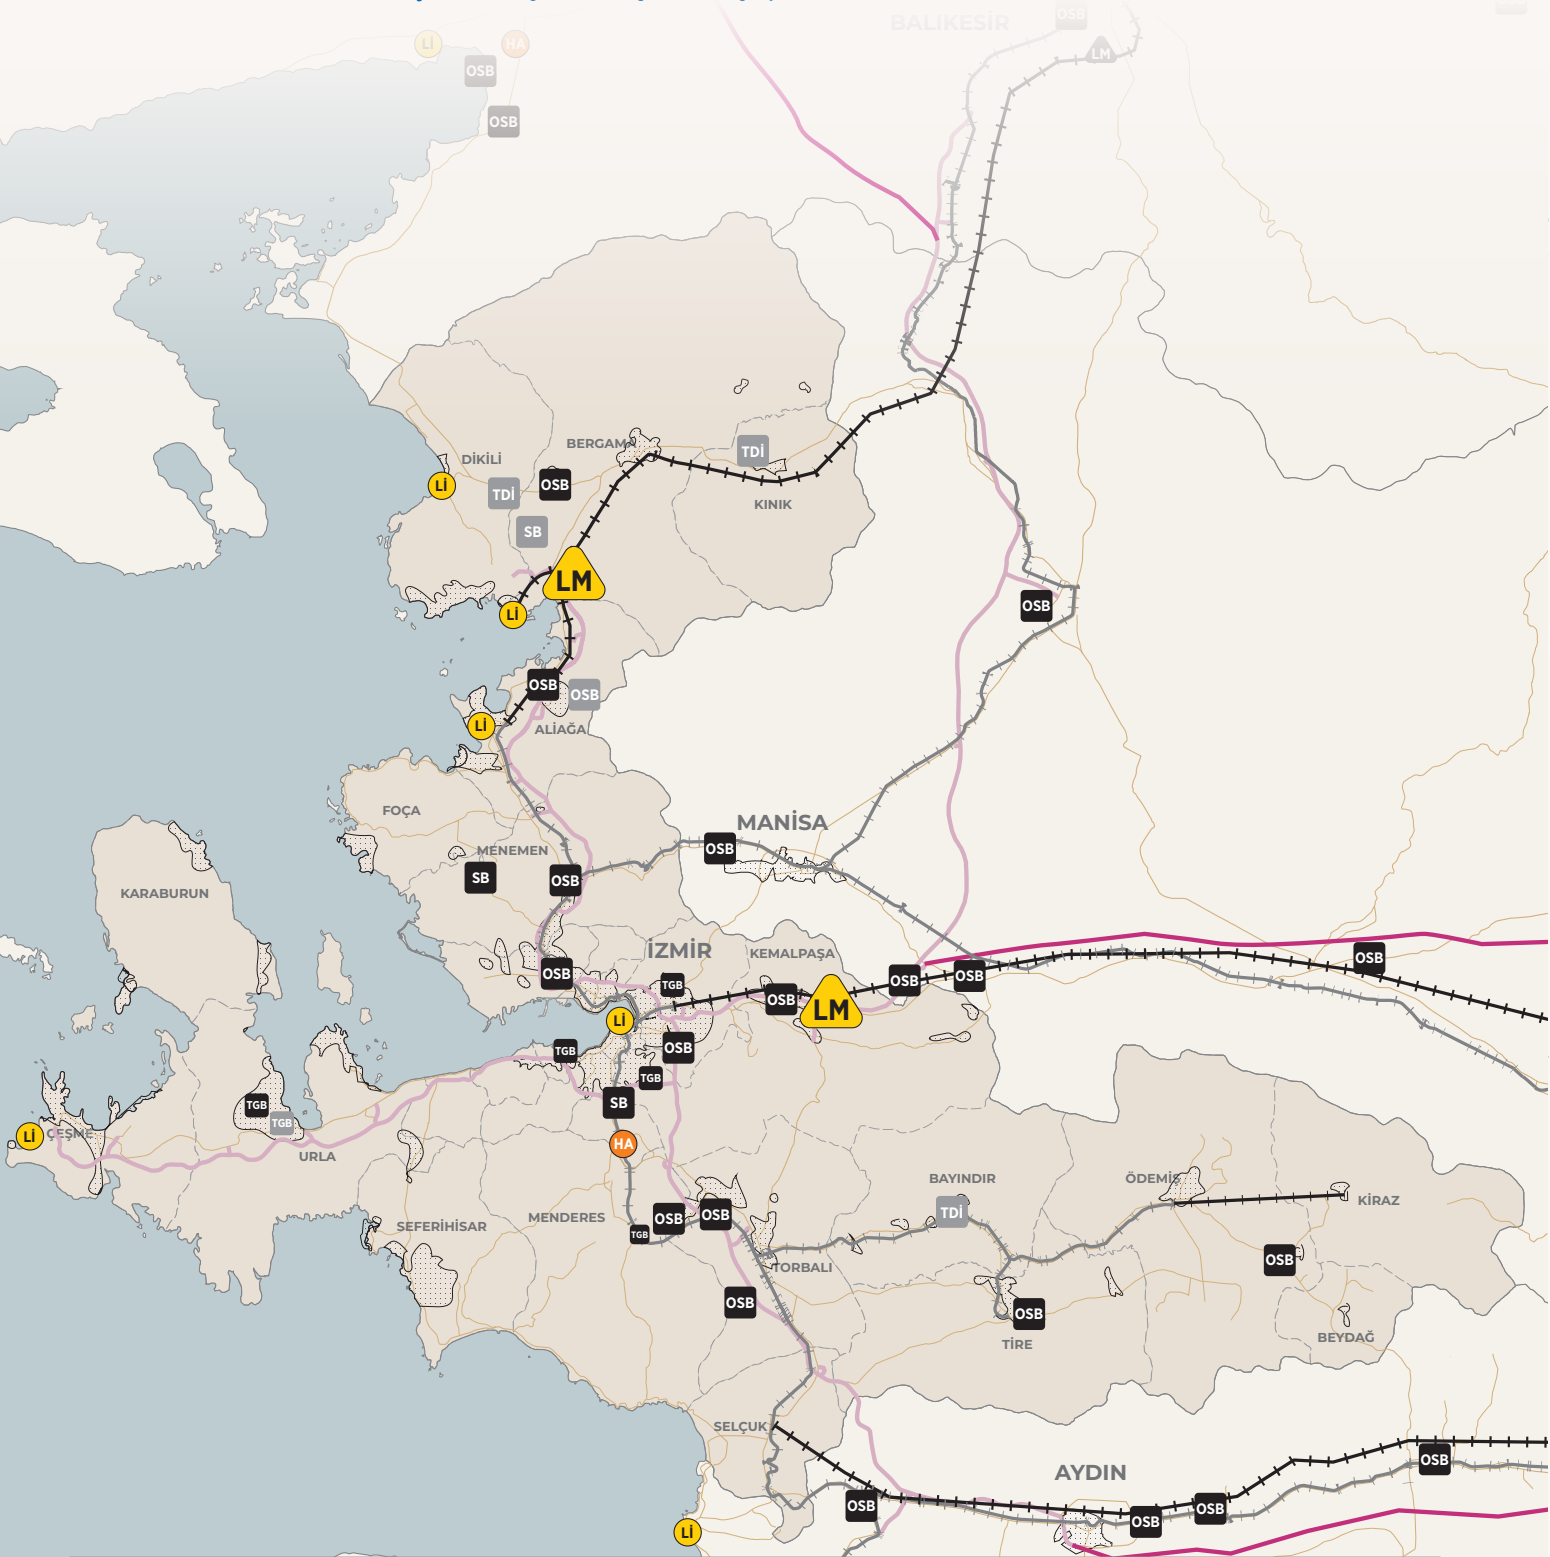 BALIKESİR
OSB
LM
Lİ
HA
OSB
OSB
BERGAMA
TDİ
DİKİLİ
Lİ
TDİ
OSB
KINIK
SB
LM
Lİ
OSB
OSB
OSB
Lİ
ALİAĞA
FOÇA
MANİSA
MENEMEN
OSB
SB
OSB
KARABURUN
İZMİR
KEMALPAŞA
OSB
OSB
TGB
OSB
LM
OSB
OSB
Lİ
TGB
OSB
TGB
SB
TGB
TGB
Lİ
ÇEŞME
URLA
HA
BAYINDIR
ÖDEMİŞ
KİRAZ
SEFERİHİSAR
MENDERES
OSB
OSB
TDİ
TGB
TORBALI
OSB
OSB
OSB
TİRE
BEYDAĞ
SELÇUK
AYDIN
OSB
OSB
OSB
OSB
Lİ